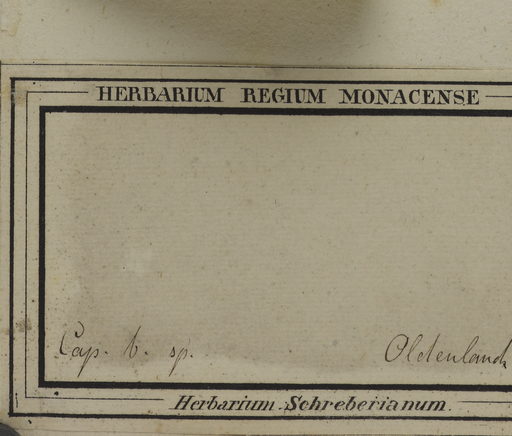 HERBARIUM REGIUM MONACENSE
Cap. b. sp. Oldenland
Herbarium Schreberianum.